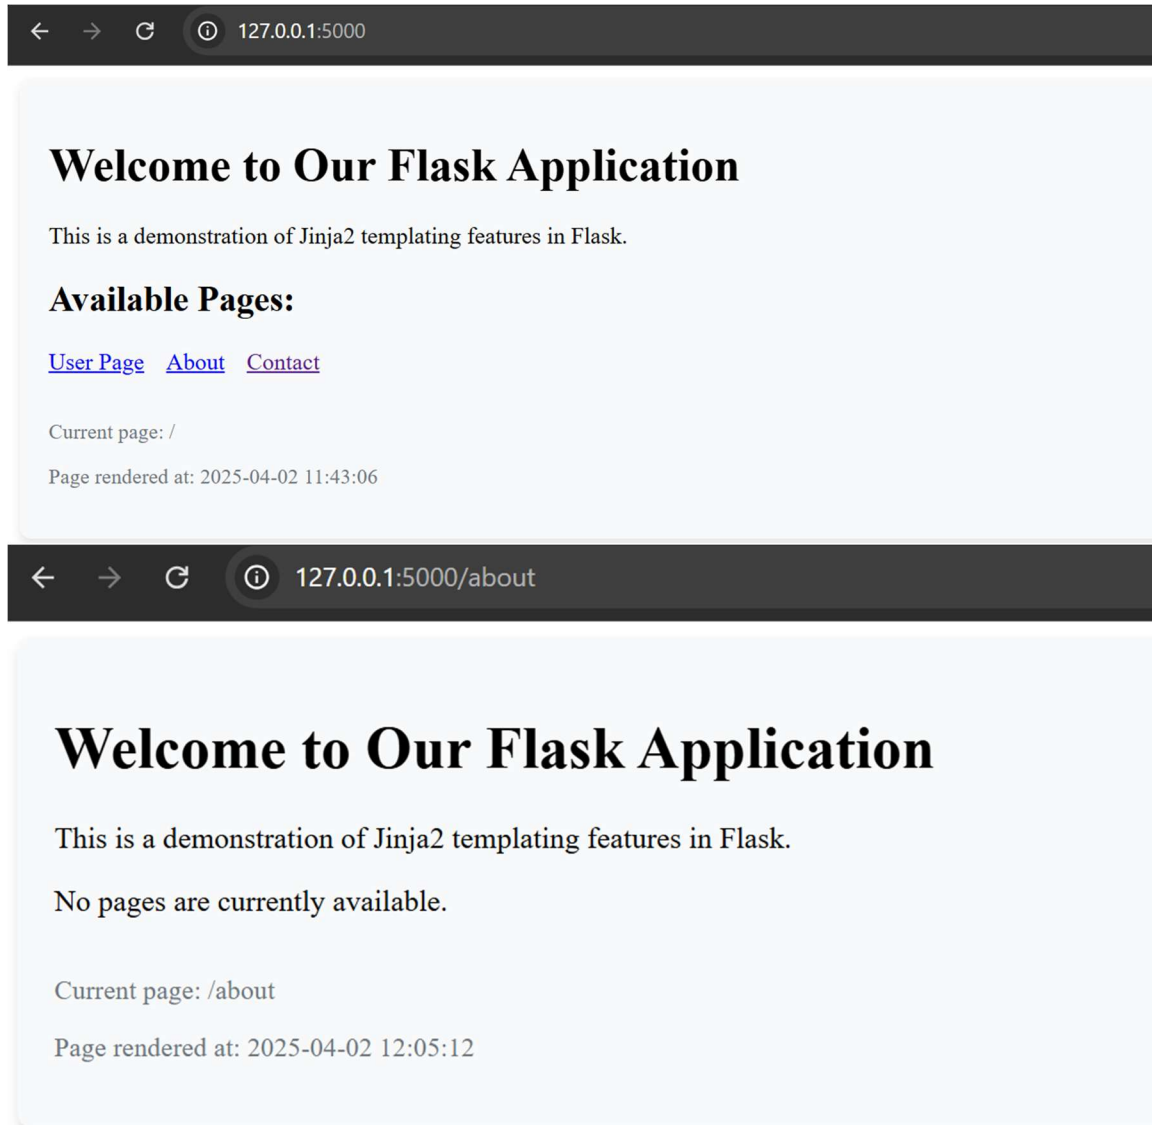 127.0.0.1:5000
Welcome to Our Flask Application
This is a demonstration of Jinja2 templating features in Flask.
Available Pages:
User Page About Contact
Current page: /
Page rendered at: 2025-04-02 11:43:06
127.0.0.1:5000/about
Welcome to Our Flask Application
This is a demonstration of Jinja2 templating features in Flask.
No pages are currently available.
Current page: /about
Page rendered at: 2025-04-02 12:05:12